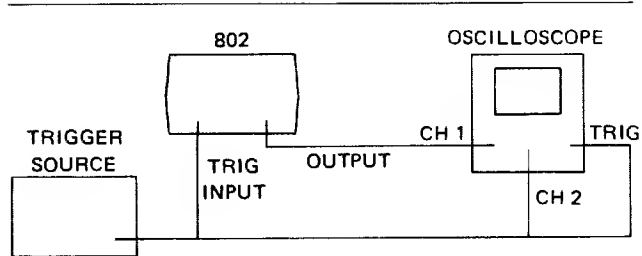 802
OSCILLOSCOPE
TRIGGER
SOURCE
TRIG
INPUT
OUTPUT
CH 1
TRIG
CH 2